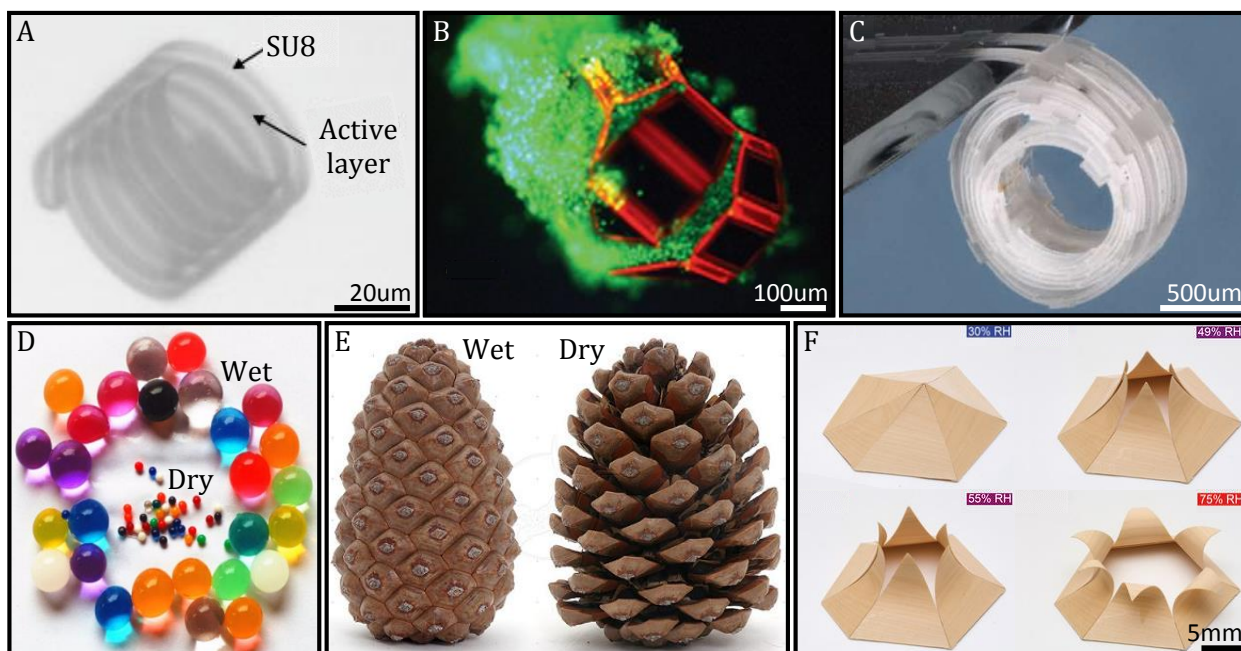 A
SU8
Active
layer
20um
B
100um
C
500um
D
Wet
Dry
E
Wet
Dry
F
30% RH
49% RH
55% RH
75% RH
5mm